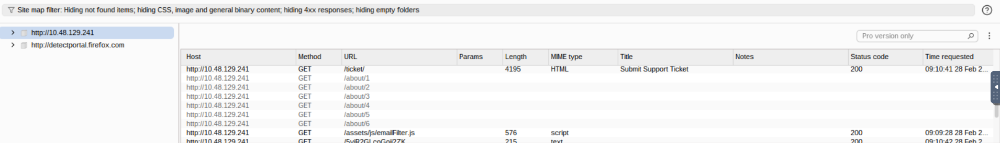 Site map filter: Hiding not found items; hiding CSS, image and general binary content; hiding 4xx responses; hiding empty folders
http://10.48.129.241
http://detectportal.firefox.com
Pro version only
Host Method URL Params Length MIME type Title Notes Status code Time requested
http://10.48.129.241 GET /ticket/ 4195 HTML Submit Support Ticket 200 09:10:41 28 Feb 2...
http://10.48.129.241 GET /about/1
http://10.48.129.241 GET /about/2
http://10.48.129.241 GET /about/3
http://10.48.129.241 GET /about/4
http://10.48.129.241 GET /about/5
http://10.48.129.241 GET /about/6
http://10.48.129.241 GET /assets/js/emailFilter.js 576 script 200 09:09:28 28 Feb 2...
http://10.48.129.241 GET 215 text 200 09:10:42 28 Feb 2...